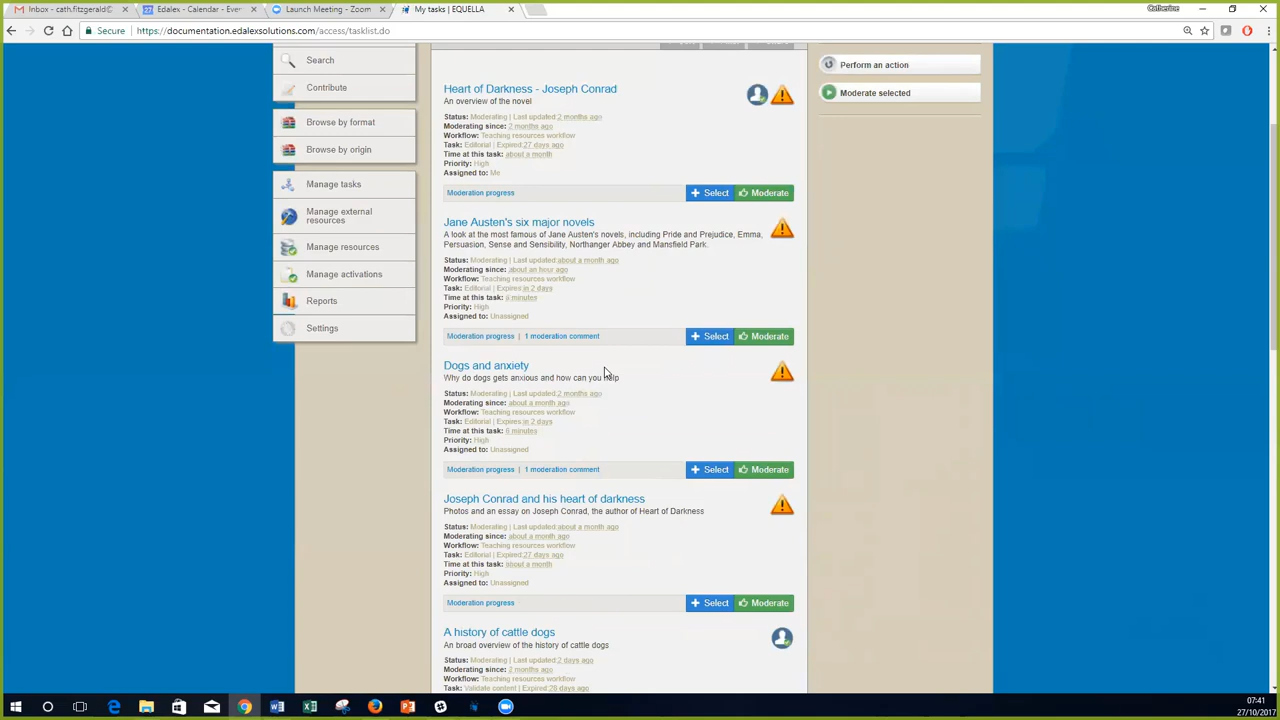 Inbox - cath.fitzgerald@
Edalex - Calendar - Eve
Launch Meeting - Zoom
My tasks | EQUELLA
Catherine
Secure
https://documentation.edalexsolutions.com/access/tasklist.do
Search
Contribute
Browse by format
Browse by origin
Manage tasks
Manage external
resources
Manage resources
Manage activations
Reports
Settings
Heart of Darkness - Joseph Conrad
An overview of the novel
Status: Moderating | Last updated: 2 months ago
Moderating since: 2 months ago
Workflow: Teaching resources workflow
Task: Editorial | Expired: 27 days ago
Time at this task: about a month
Priority: High
Assigned to: Me
Moderation progress
Select
Moderate
Jane Austen's six major novels
A look at the most famous of Jane Austen's novels, including Pride and Prejudice, Emma,
Persuasion, Sense and Sensibility, Northanger Abbey and Mansfield Park.
Status: Moderating | Last updated: about a month ago
Moderating since: about an hour ago
Workflow: Teaching resources workflow
Task: Editorial | Expires: in 2 days
Time at this task: minutes
Priority: High
Assigned to: Unassigned
Moderation progress | 1 moderation comment
Select
Moderate
Dogs and anxiety
Why do dogs gets anxious and how can you help
Status: Moderating | Last updated: 2 months ago
Moderating since: about a month ago
Workflow: Teaching resources workflow
Task: Editorial | Expires: in 2 days
Time at this task: 6 minutes
Priority: High
Assigned to: Unassigned
Moderation progress | 1 moderation comment
Select
Moderate
Joseph Conrad and his heart of darkness
Photos and an essay on Joseph Conrad, the author of Heart of Darkness
Status: Moderating | Last updated: about a month ago
Moderating since: about a month ago
Workflow: Teaching resources workflow
Task: Editorial | Expired: 27 days ago
Time at this task: about a month
Priority: High
Assigned to: Unassigned
Moderation progress
Select
Moderate
A history of cattle dogs
An broad overview of the history of cattle dogs
Status: Moderating | Last updated: 2 days ago
Moderating since: 2 months ago
Workflow: Teaching resources workflow
Task: Validate content | Expired: 26 days ago
Perform an action
Moderate selected
07:41
27/10/2017